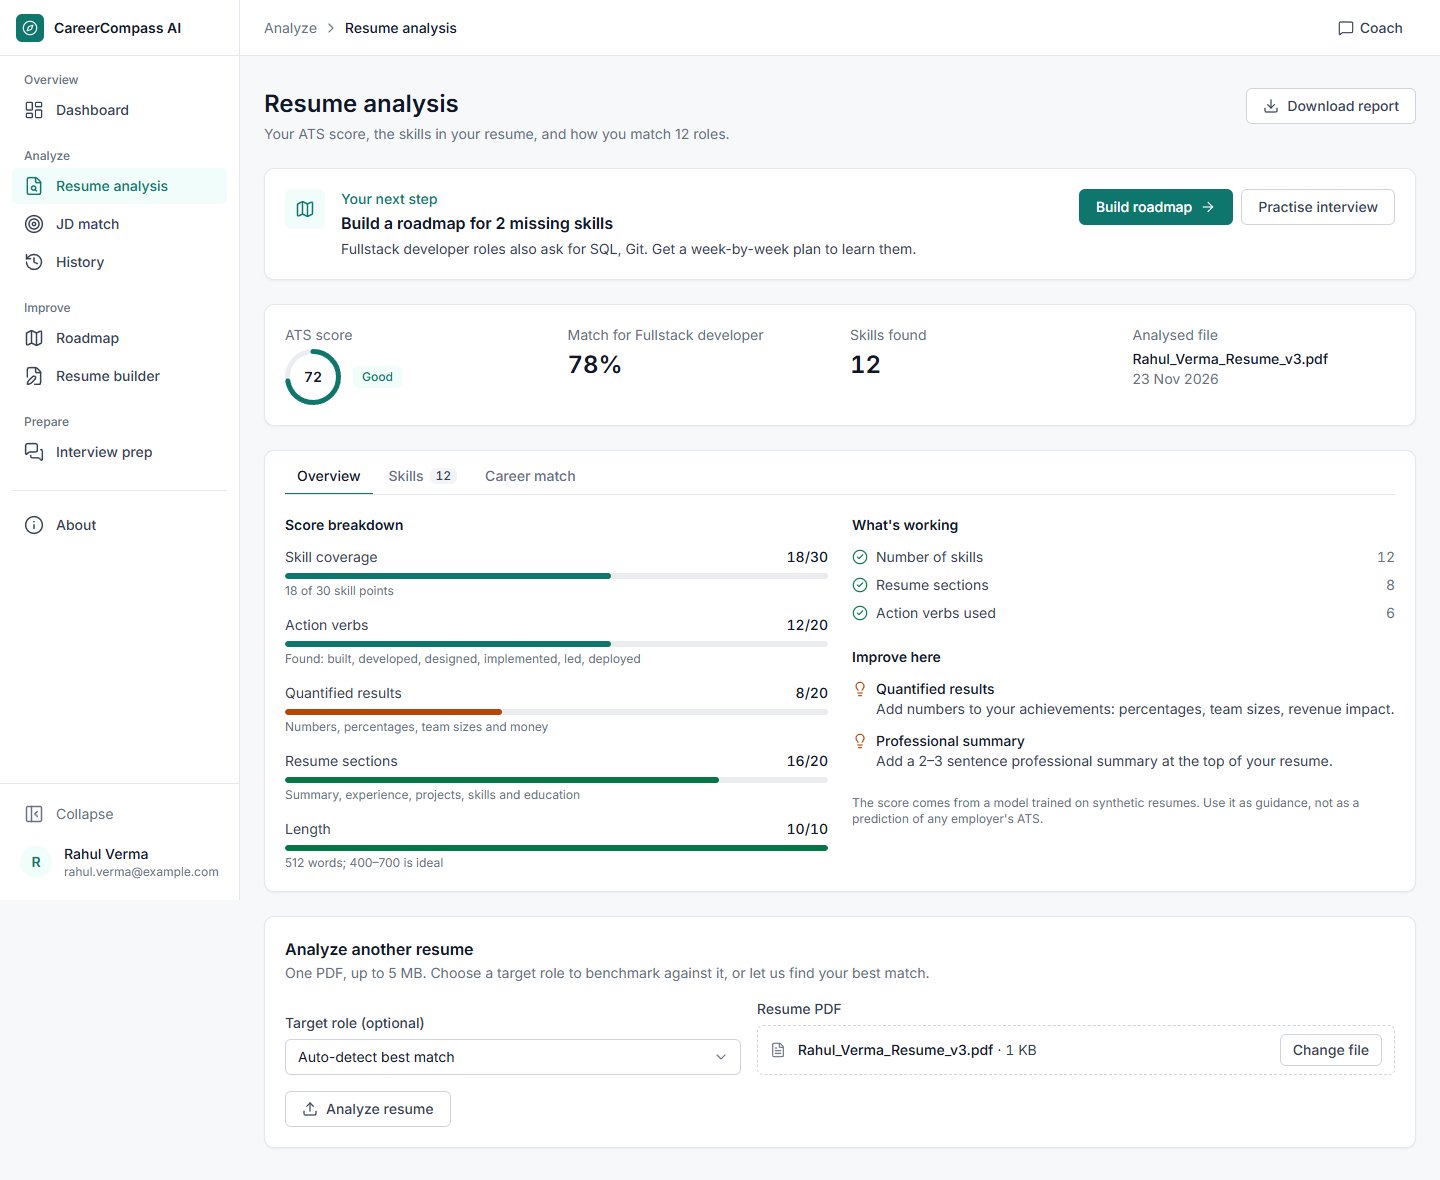 CareerCompass AI
Overview
Dashboard
Analyze
Resume analysis
JD match
History
Improve
Roadmap
Resume builder
Prepare
Interview prep
About
Collapse
R
Rahul Verma
rahul.verma@example.com
Analyze > Resume analysis
Coach
Resume analysis
Your ATS score, the skills in your resume, and how you match 12 roles.
Download report
Your next step
Build a roadmap for 2 missing skills
Fullstack developer roles also ask for SQL, Git. Get a week-by-week plan to learn them.
Build roadmap →
Practise interview
ATS score
72
Good
Match for Fullstack developer
78%
Skills found
12
Analysed file
Rahul_Verma_Resume_v3.pdf
23 Nov 2026
Overview
Skills 12
Career match
Score breakdown
Skill coverage 18/30
18 of 30 skill points
Action verbs 12/20
Found: built, developed, designed, implemented, led, deployed
Quantified results 8/20
Numbers, percentages, team sizes and money
Resume sections 16/20
Summary, experience, projects, skills and education
Length 10/10
512 words; 400–700 is ideal
What's working
Number of skills 12
Resume sections 8
Action verbs used 6
Improve here
Quantified results
Add numbers to your achievements: percentages, team sizes, revenue impact.
Professional summary
Add a 2–3 sentence professional summary at the top of your resume.
The score comes from a model trained on synthetic resumes. Use it as guidance, not as a
prediction of any employer's ATS.
Analyze another resume
One PDF, up to 5 MB. Choose a target role to benchmark against it, or let us find your best match.
Target role (optional)
Auto-detect best match
Resume PDF
Rahul_Verma_Resume_v3.pdf · 1 KB
Change file
Analyze resume